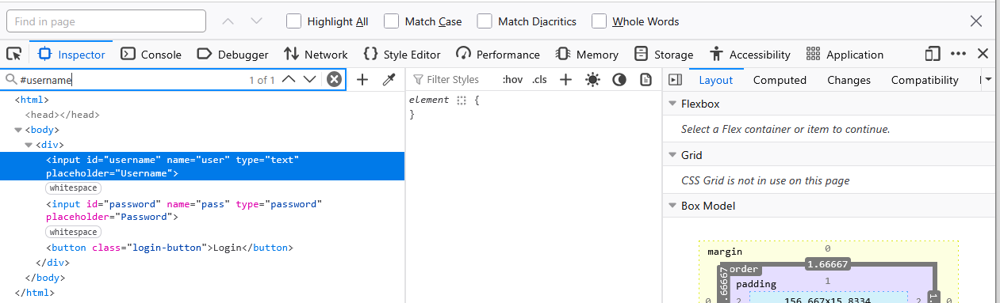 Find in page Highlight All Match Case Match Diacritics Whole Words
Inspector Console Debugger Network Style Editor Performance Memory Storage Accessibility Application
#username 1 of 1
Filter Styles :hov .cls
Layout Computed Changes Compatibility
<html>
<head></head>
<body>
<div>
<input id="username" name="user" type="text"
placeholder="Username">
whitespace
<input id="password" name="pass" type="password"
placeholder="Password">
whitespace
<button class="login-button">Login</button>
</div>
</body>
</html>
element {
}
Flexbox
Select a Flex container or item to continue.
Grid
CSS Grid is not in use on this page
Box Model
margin 0
1.66667
padding 1
0 2 156.667x15.8334 2 0